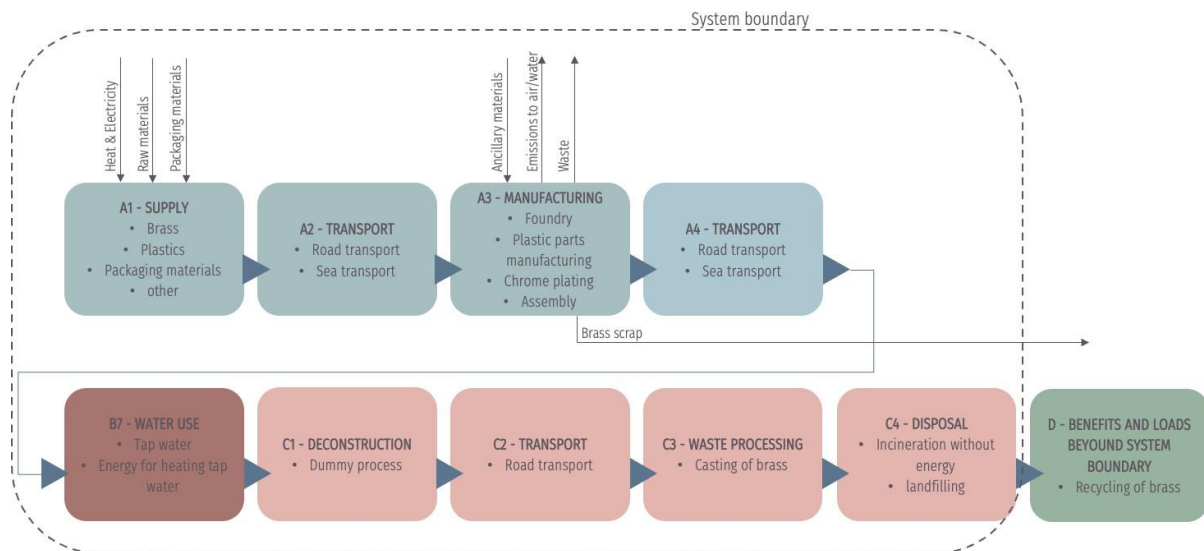 System boundary
Heat & Electricity
Raw materials
Packaging materials
Ancillary materials
Emissions to air/water
Waste
A1 - SUPPLY
• Brass
• Plastics
• Packaging materials
• other
A2 - TRANSPORT
• Road transport
• Sea transport
A3 - MANUFACTURING
• Foundry
• Plastic parts
manufacturing
• Chrome plating
• Assembly
A4 - TRANSPORT
• Road transport
• Sea transport
Brass scrap
B7 - WATER USE
• Tap water
• Energy for heating tap
water
C1 - DECONSTRUCTION
• Dummy process
C2 - TRANSPORT
• Road transport
C3 - WASTE PROCESSING
• Casting of brass
C4 - DISPOSAL
• Incineration without
energy
• landfilling
D - BENEFITS AND LOADS
BEYOUND SYSTEM
BOUNDARY
• Recycling of brass